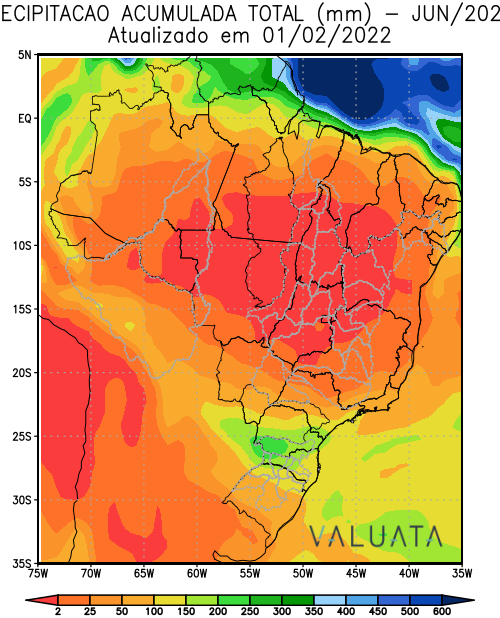 ECIPITACAO ACUMULADA TOTAL (mm) – JUN/202
Atualizado em 01/02/2022
5N
EQ
5S
10S
15S
20S
25S
30S
35S
VALUATA
75W 70W 65W 60W 55W 50W 45W 40W 35W
2 25 50 100 150 200 250 300 350 400 450 500 600